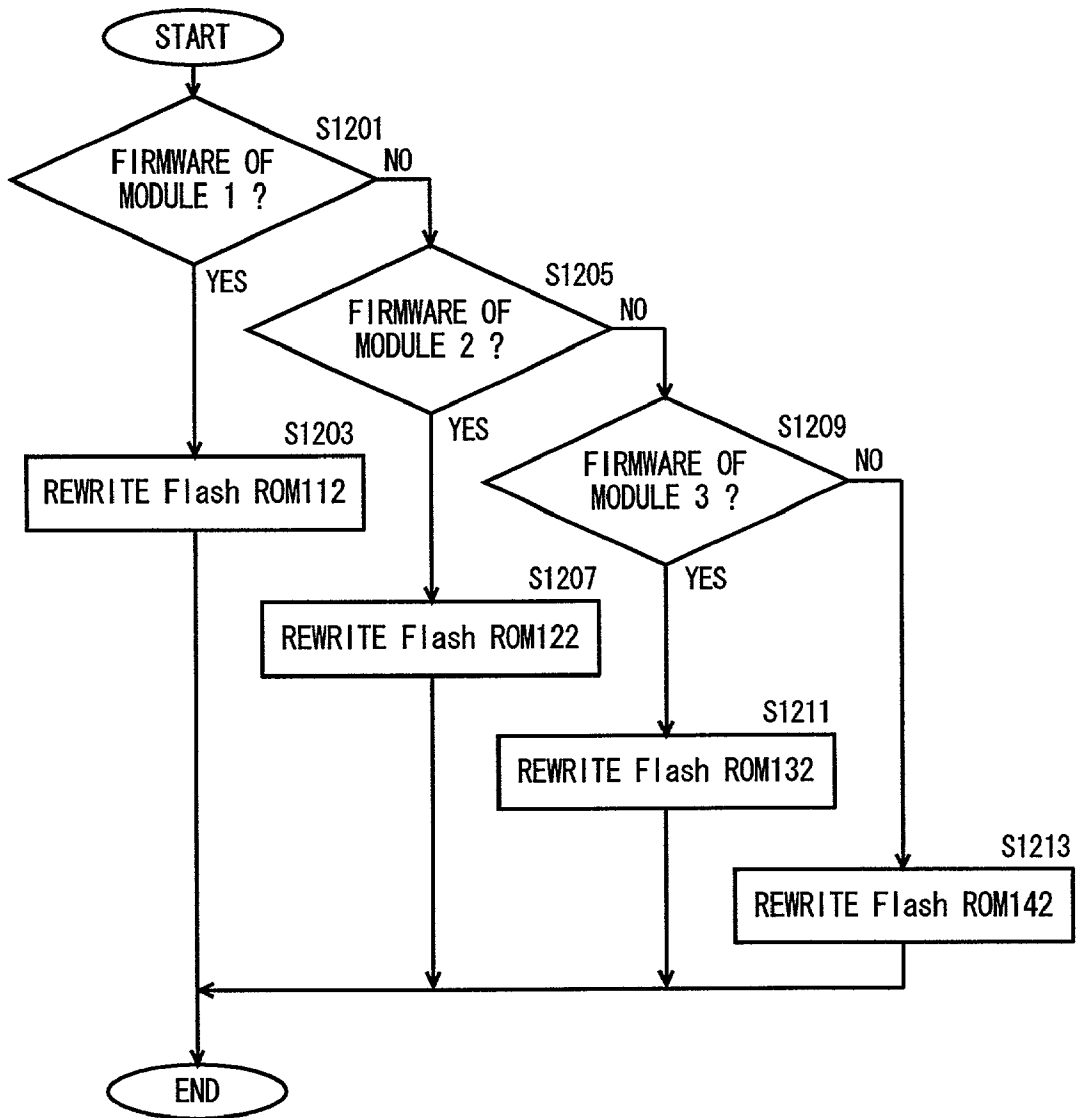 START
S1201
FIRMWARE OF
MODULE 1 ?
NO
YES
S1205
FIRMWARE OF
MODULE 2 ?
NO
YES
S1209
FIRMWARE OF
MODULE 3 ?
NO
YES
S1203
REWRITE Flash ROM112
S1207
REWRITE Flash ROM122
S1211
REWRITE Flash ROM132
S1213
REWRITE Flash ROM142
END